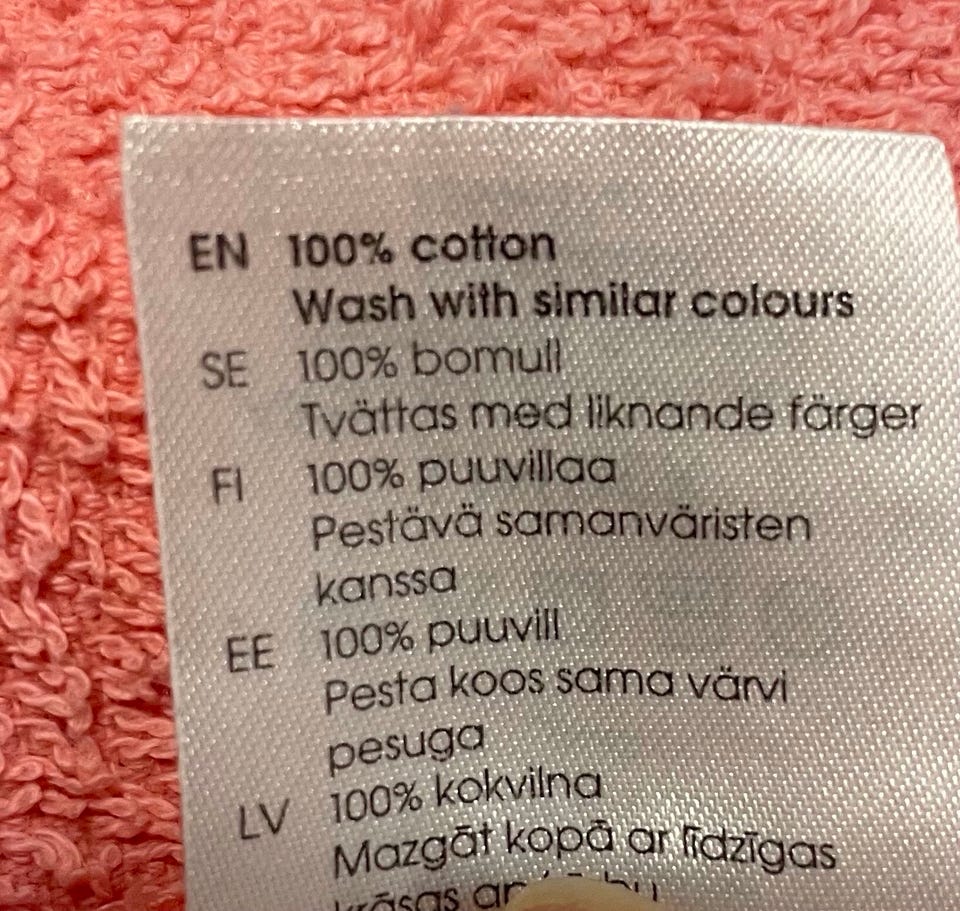 EN 100% cotton
Wash with similar colours
SE 100% bomull
Tvättas med liknande färger
FI 100% puuvillaa
Pestävä samanväristen
kanssa
EE 100% puuvill
Pesta koos sama värvi
pesuga
LV 100% kokvilna
Mazgāt kopā ar līdzīgas
krāsas